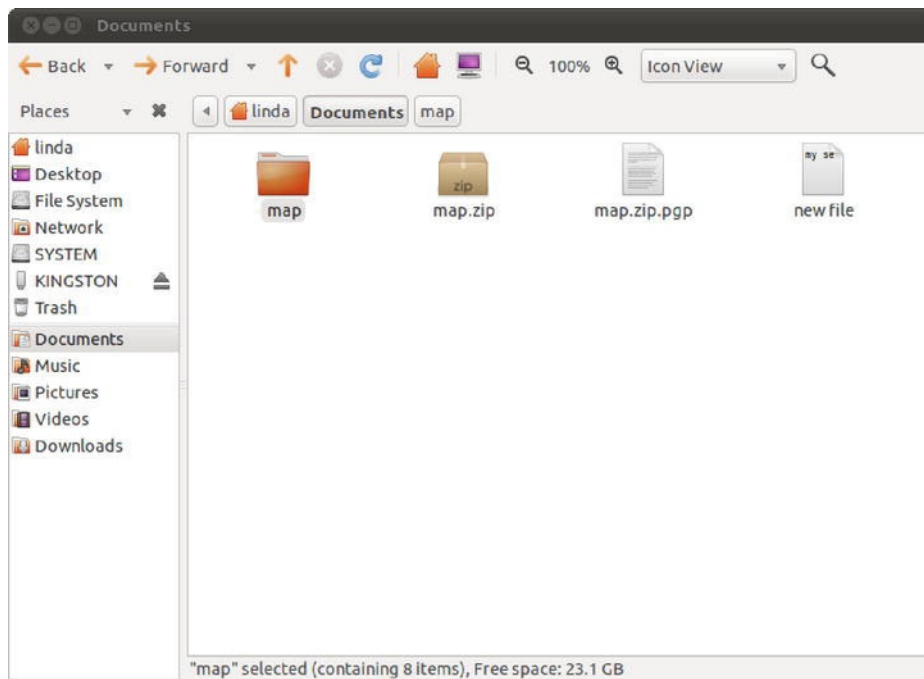 Documents
Back Forward 100% Icon View
Places linda Documents map
linda
Desktop
File System
Network
SYSTEM
KINGSTON
Trash
Documents
Music
Pictures
Videos
Downloads
zip
my se
map map.zip map.zip.pgp new file
"map" selected (containing 8 items), Free space: 23.1 GB